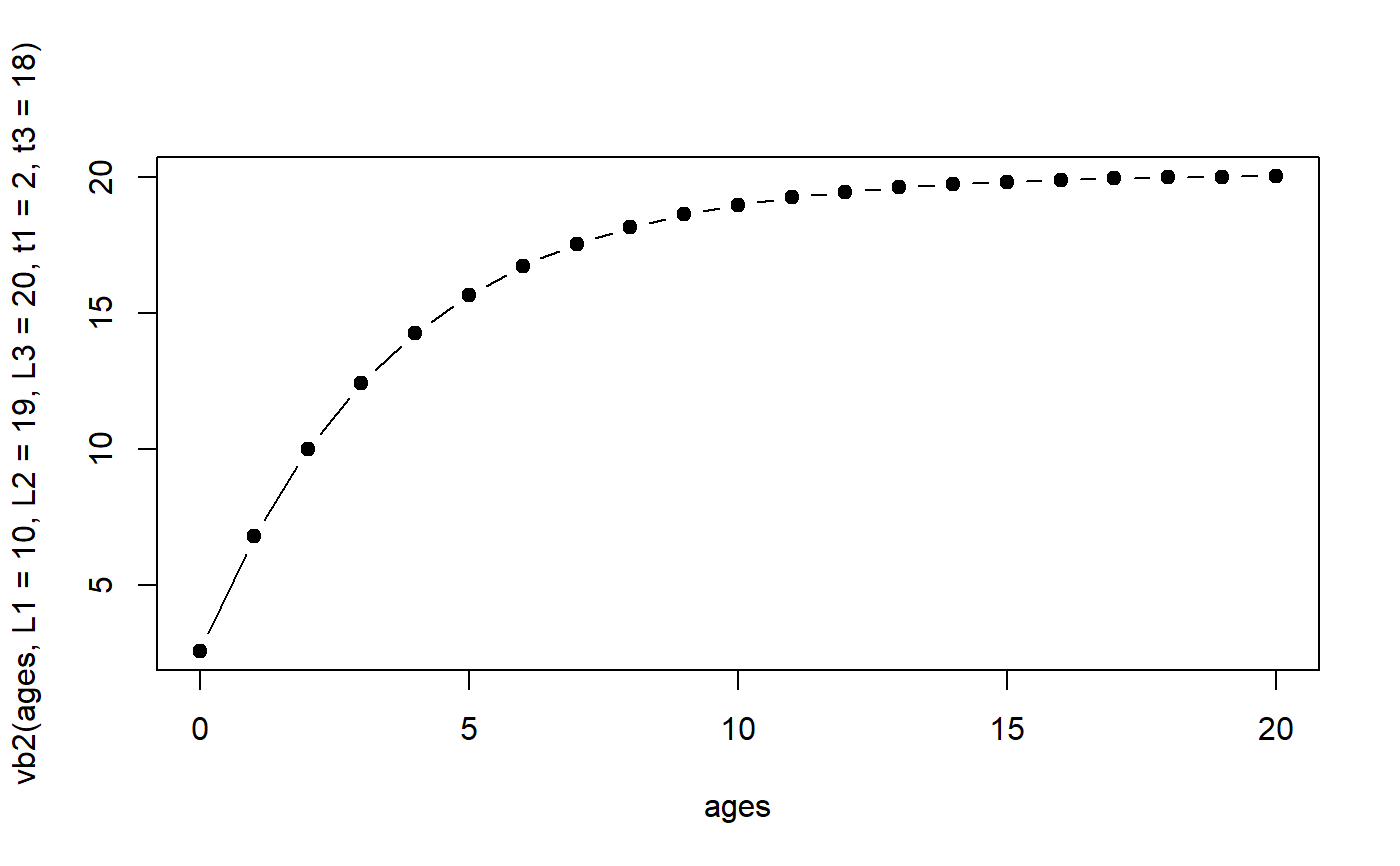 vb2(ages, L1 = 10, L2 = 19, L3 = 20, t1 = 2, t3 = 18)
20
15
10
5
0 5 10 15 20
ages